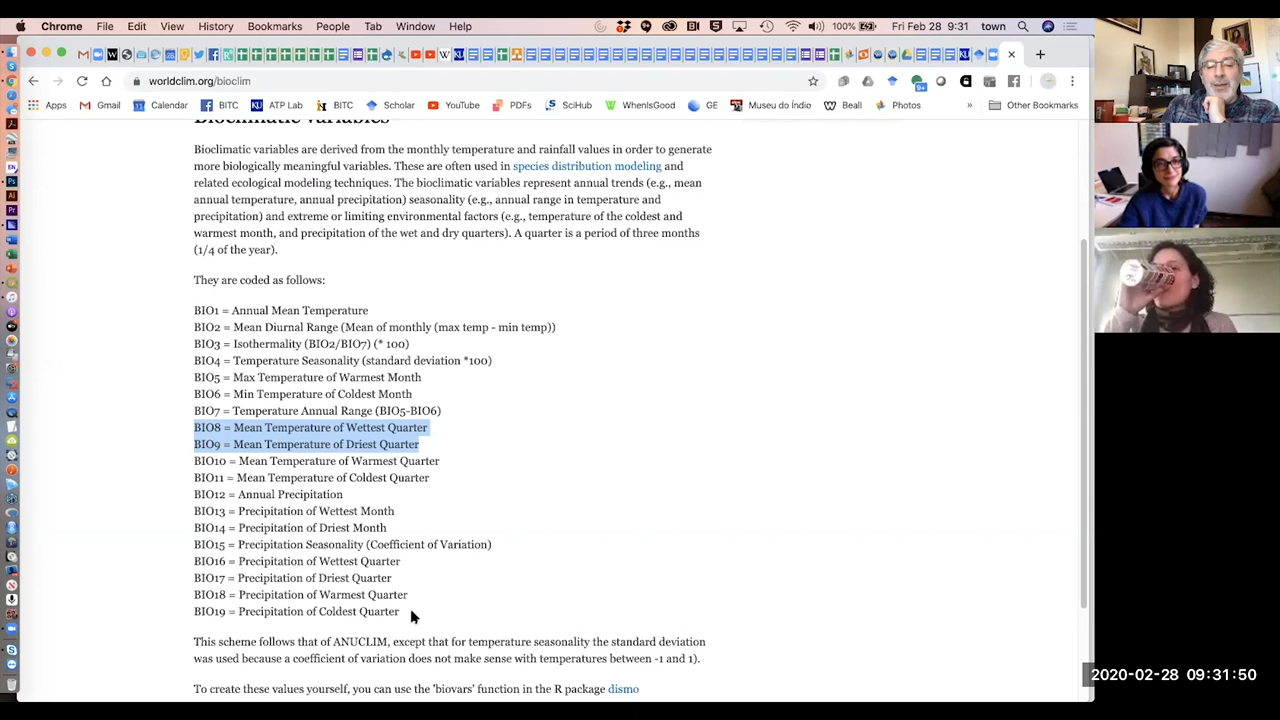 Chrome File Edit View History Bookmarks People Tab Window Help 100% Fri Feb 28 9:31 town
worldclim.org/bioclim
Apps Gmail Calendar BITC ATP Lab BITC Scholar YouTube PDFs SciHub WhenIsGood GE Museu do Índio Beall Photos » Other Bookmarks
Bioclimatic variables
Bioclimatic variables are derived from the monthly temperature and rainfall values in order to generate
more biologically meaningful variables. These are often used in species distribution modeling and
related ecological modeling techniques. The bioclimatic variables represent annual trends (e.g., mean
annual temperature, annual precipitation) seasonality (e.g., annual range in temperature and
precipitation) and extreme or limiting environmental factors (e.g., temperature of the coldest and
warmest month, and precipitation of the wet and dry quarters). A quarter is a period of three months
(1/4 of the year).
They are coded as follows:
BIO1 = Annual Mean Temperature
BIO2 = Mean Diurnal Range (Mean of monthly (max temp - min temp))
BIO3 = Isothermality (BIO2/BIO7) (* 100)
BIO4 = Temperature Seasonality (standard deviation *100)
BIO5 = Max Temperature of Warmest Month
BIO6 = Min Temperature of Coldest Month
BIO7 = Temperature Annual Range (BIO5-BIO6)
BIO8 = Mean Temperature of Wettest Quarter
BIO9 = Mean Temperature of Driest Quarter
BIO10 = Mean Temperature of Warmest Quarter
BIO11 = Mean Temperature of Coldest Quarter
BIO12 = Annual Precipitation
BIO13 = Precipitation of Wettest Month
BIO14 = Precipitation of Driest Month
BIO15 = Precipitation Seasonality (Coefficient of Variation)
BIO16 = Precipitation of Wettest Quarter
BIO17 = Precipitation of Driest Quarter
BIO18 = Precipitation of Warmest Quarter
BIO19 = Precipitation of Coldest Quarter
This scheme follows that of ANUCLIM, except that for temperature seasonality the standard deviation
was used because a coefficient of variation does not make sense with temperatures between -1 and 1).
To create these values yourself, you can use the 'biovars' function in the R package dismo
2020-02-28 09:31:50